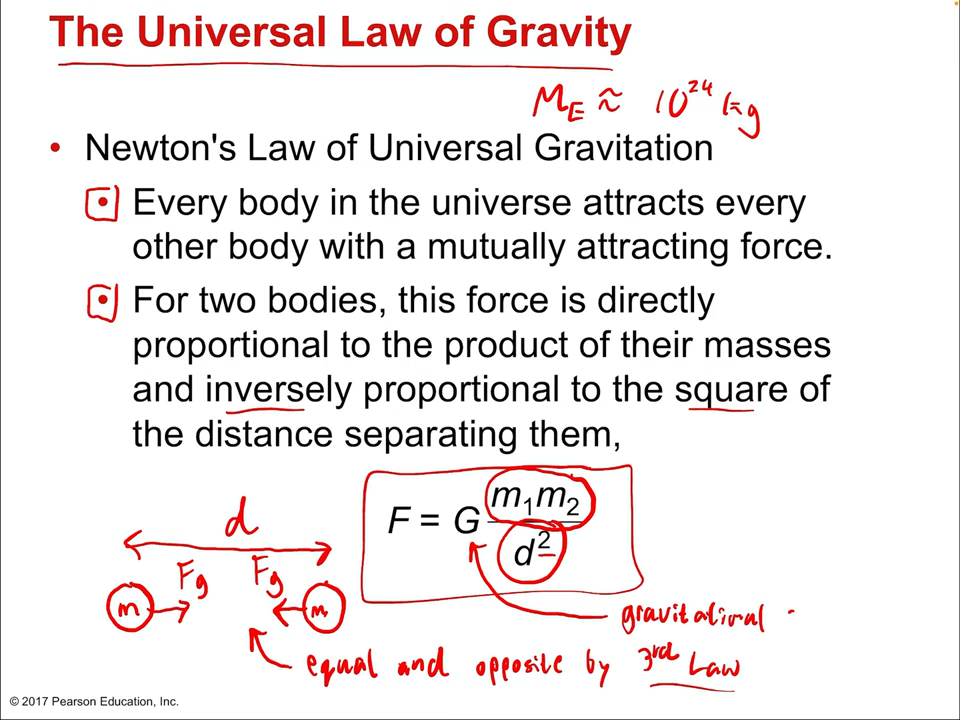 The Universal Law of Gravity
M_E ≈ 10^24 kg
• Newton's Law of Universal Gravitation
• Every body in the universe attracts every
other body with a mutually attracting force.
• For two bodies, this force is directly
proportional to the product of their masses
and inversely proportional to the square of
the distance separating them,
F = G m₁m₂ / d²
d
Fg Fg
m m
gravitational
equal and opposite by 3rd Law
© 2017 Pearson Education, Inc.